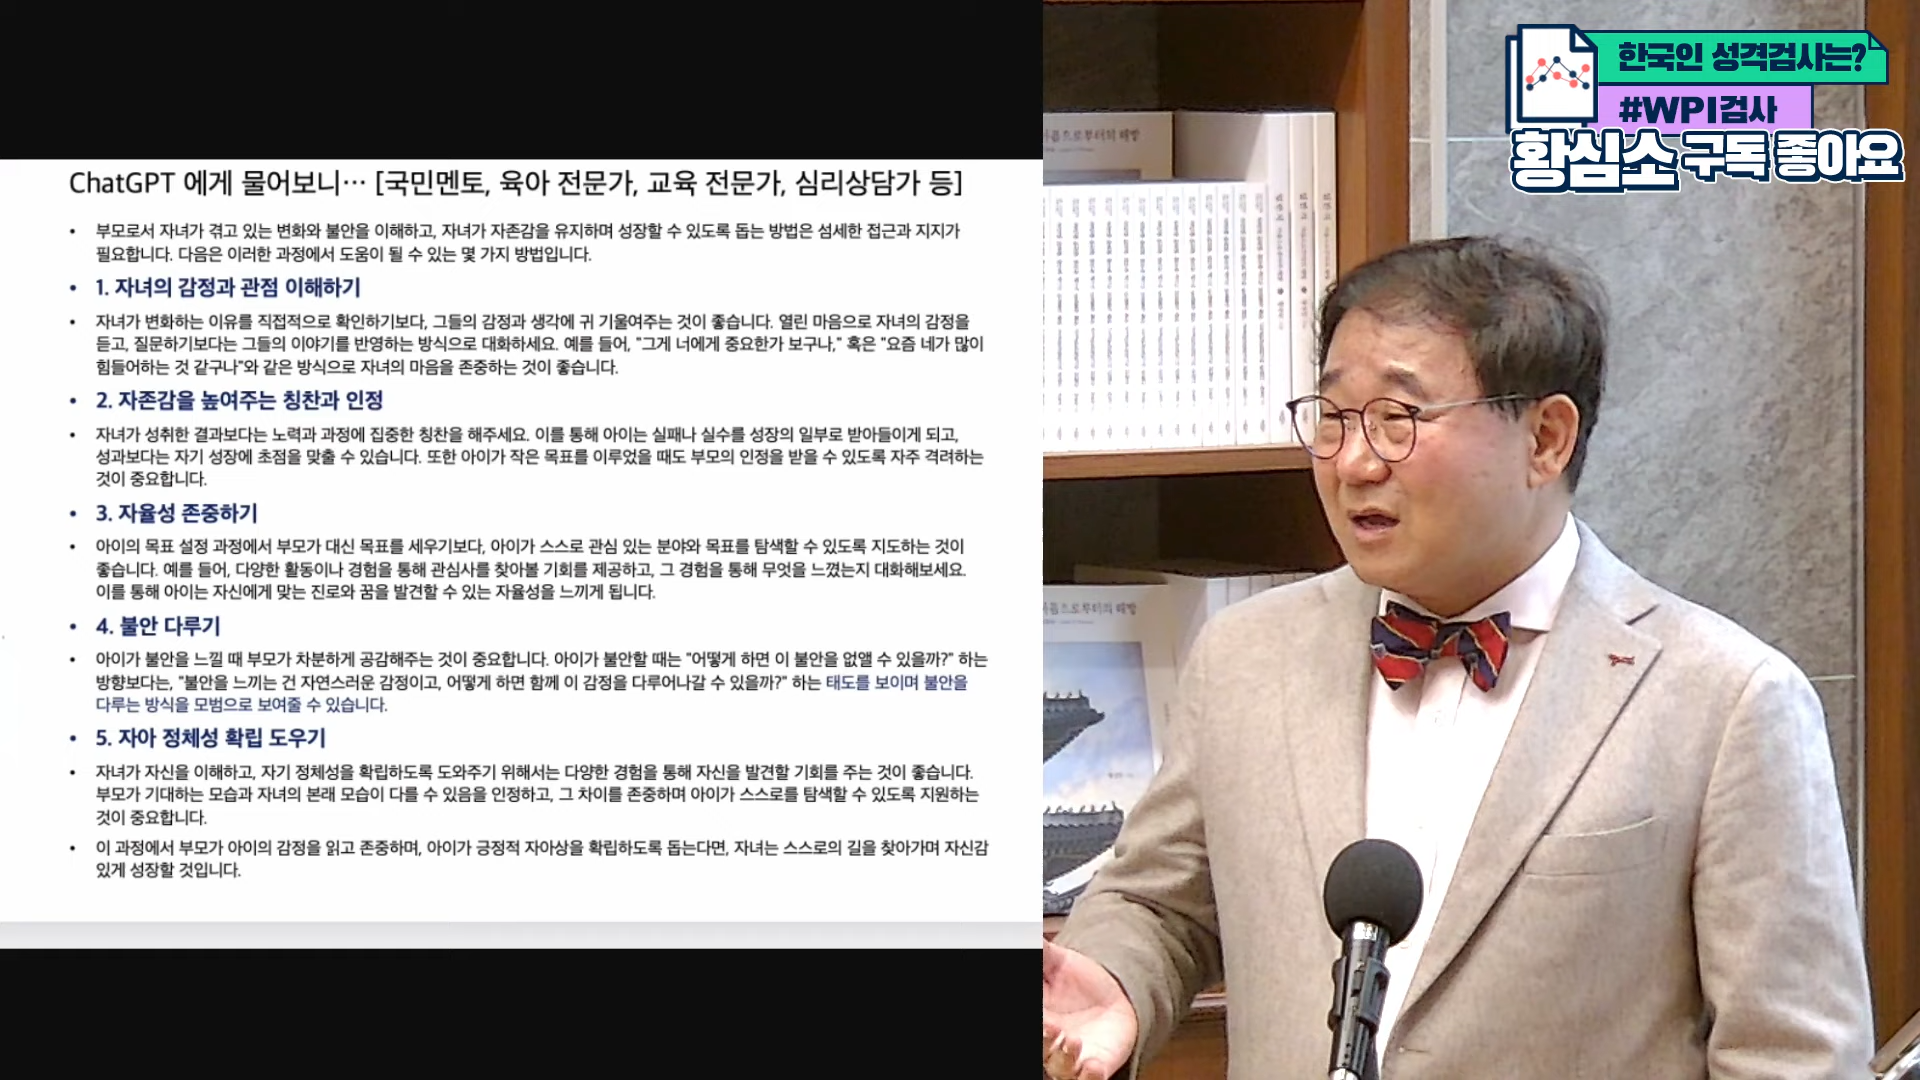 ChatGPT 에게 물어보니… [국민멘토, 육아 전문가, 교육 전문가, 심리상담가 등]
• 부모로서 자녀가 겪고 있는 변화와 불안을 이해하고, 자녀가 자존감을 유지하며 성장할 수 있도록 돕는 방법은 섬세한 접근과 지지가
필요합니다. 다음은 이러한 과정에서 도움이 될 수 있는 몇 가지 방법입니다.
• 1. 자녀의 감정과 관점 이해하기
• 자녀가 변화하는 이유를 직접적으로 확인하기보다, 그들의 감정과 생각에 귀 기울여주는 것이 좋습니다. 열린 마음으로 자녀의 감정을
듣고, 질문하기보다는 그들의 이야기를 반영하는 방식으로 대화하세요. 예를 들어, "그게 너에게 중요한가 보구나," 혹은 "요즘 네가 많이
힘들어하는 것 같구나"와 같은 방식으로 자녀의 마음을 존중하는 것이 좋습니다.
• 2. 자존감을 높여주는 칭찬과 인정
• 자녀가 성취한 결과보다는 노력과 과정에 집중한 칭찬을 해주세요. 이를 통해 아이는 실패나 실수를 성장의 일부로 받아들이게 되고,
성과보다는 자기 성장에 초점을 맞출 수 있습니다. 또한 아이가 작은 목표를 이루었을 때도 부모의 인정을 받을 수 있도록 자주 격려하는
것이 중요합니다.
• 3. 자율성 존중하기
• 아이의 목표 설정 과정에서 부모가 대신 목표를 세우기보다, 아이가 스스로 관심 있는 분야와 목표를 탐색할 수 있도록 지도하는 것이
좋습니다. 예를 들어, 다양한 활동이나 경험을 통해 관심사를 찾아볼 기회를 제공하고, 그 경험을 통해 무엇을 느꼈는지 대화해보세요.
이를 통해 아이는 자신에게 맞는 진로와 꿈을 발견할 수 있는 자율성을 느끼게 됩니다.
• 4. 불안 다루기
• 아이가 불안을 느낄 때 부모가 차분하게 공감해주는 것이 중요합니다. 아이가 불안할 때는 "어떻게 하면 이 불안을 없앨 수 있을까?" 하는
방향보다는, "불안을 느끼는 건 자연스러운 감정이고, 어떻게 하면 함께 이 감정을 다루어나갈 수 있을까?" 하는 태도를 보이며 불안을
다루는 방식을 모범으로 보여줄 수 있습니다.
• 5. 자아 정체성 확립 도우기
• 자녀가 자신을 이해하고, 자기 정체성을 확립하도록 도와주기 위해서는 다양한 경험을 통해 자신을 발견할 기회를 주는 것이 좋습니다.
부모가 기대하는 모습과 자녀의 본래 모습이 다를 수 있음을 인정하고, 그 차이를 존중하며 아이가 스스로를 탐색할 수 있도록 지원하는
것이 중요합니다.
• 이 과정에서 부모가 아이의 감정을 읽고 존중하며, 아이가 긍정적 자아상을 확립하도록 돕는다면, 자녀는 스스로의 길을 찾아가며 자신감
있게 성장할 것입니다.
한국인 성격검사는?
#WPI검사
황심소 구독 좋아요